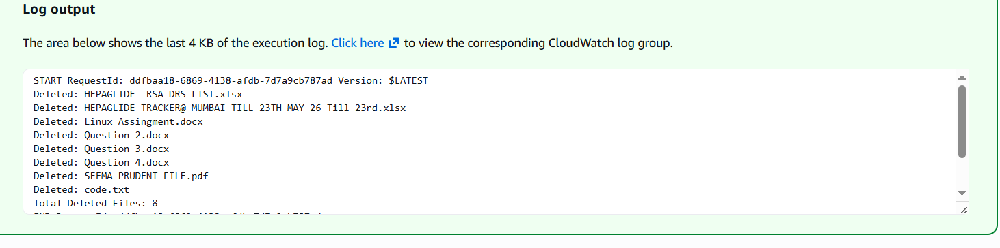 Log output
The area below shows the last 4 KB of the execution log. Click here to view the corresponding CloudWatch log group.
START RequestId: ddfbaa18-6869-4138-afdb-7d7a9cb787ad Version: $LATEST
Deleted: HEPAGLIDE  RSA DRS LIST.xlsx
Deleted: HEPAGLIDE TRACKER@ MUMBAI TILL 23TH MAY 26 Till 23rd.xlsx
Deleted: Linux Assingment.docx
Deleted: Question 2.docx
Deleted: Question 3.docx
Deleted: Question 4.docx
Deleted: SEEMA PRUDENT FILE.pdf
Deleted: code.txt
Total Deleted Files: 8